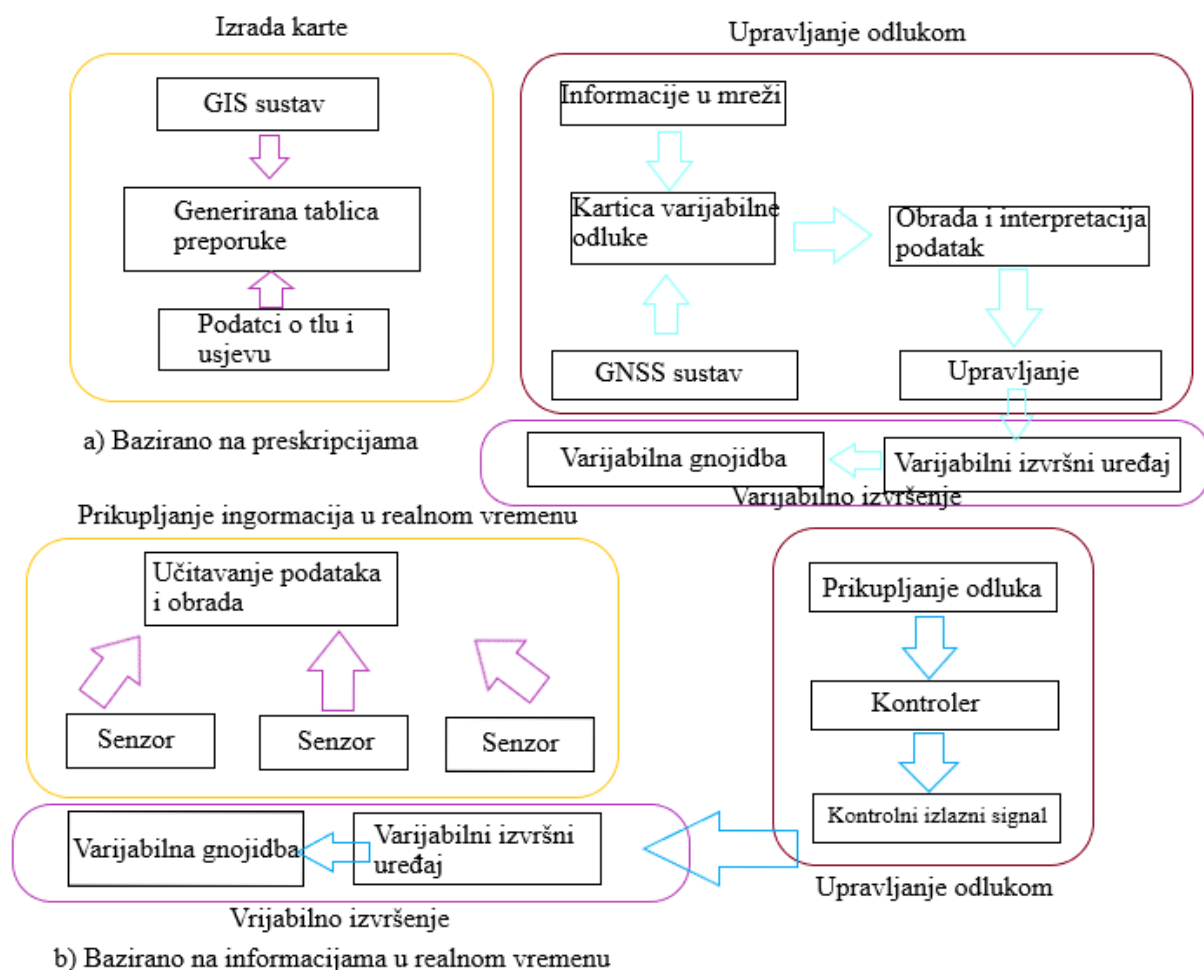 Izrada karte
GIS sustav
Generirana tablica
preporuke
Podatci o tlu i
usjevu
a) Bazirano na preskripcijama
Upravljanje odlukom
Informacije u mreži
Kartica varijabilne
odluke
GNSS sustav
Obrada i interpretacija
podatak
Upravljanje
Varijabilni izvršni uređaj
Varijabilna gnojidba
Varijabilno izvršenje
Prikupljanje ingormacija u realnom vremenu
Učitavanje podataka
i obrada
Senzor
Senzor
Senzor
Prikupljanje odluka
Kontroler
Kontrolni izlazni signal
Upravljanje odlukom
Varijabilni izvršni
uređaj
Varijabilna gnojidba
Vrijabilno izvršenje
b) Bazirano na informacijama u realnom vremenu